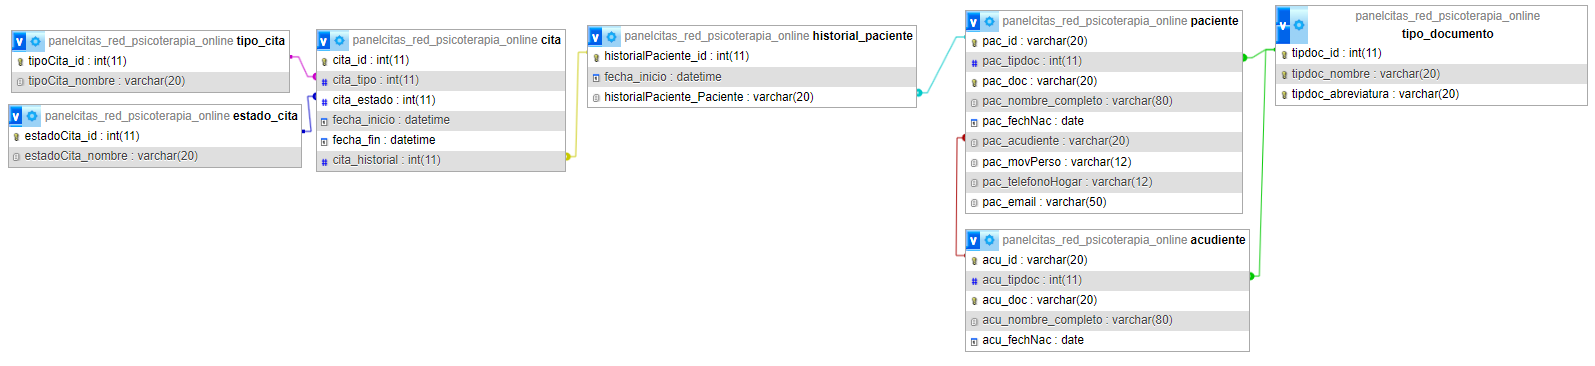 panelcitas_red_psicoterapia_online tipo_cita
tipoCita_id : int(11)
tipoCita_nombre : varchar(20)
panelcitas_red_psicoterapia_online estado_cita
estadoCita_id : int(11)
estadoCita_nombre : varchar(20)
panelcitas_red_psicoterapia_online cita
cita_id : int(11)
cita_tipo : int(11)
cita_estado : int(11)
fecha_inicio : datetime
fecha_fin : datetime
cita_historial : int(11)
panelcitas_red_psicoterapia_online historial_paciente
historialPaciente_id : int(11)
fecha_inicio : datetime
historialPaciente_Paciente : varchar(20)
panelcitas_red_psicoterapia_online paciente
pac_id : varchar(20)
pac_tipdoc : int(11)
pac_doc : varchar(20)
pac_nombre_completo : varchar(80)
pac_fechNac : date
pac_acudiente : varchar(20)
pac_movPerso : varchar(12)
pac_telefonoHogar : varchar(12)
pac_email : varchar(50)
panelcitas_red_psicoterapia_online acudiente
acu_id : varchar(20)
acu_tipdoc : int(11)
acu_doc : varchar(20)
acu_nombre_completo : varchar(80)
acu_fechNac : date
panelcitas_red_psicoterapia_online
tipo_documento
tipdoc_id : int(11)
tipdoc_nombre : varchar(20)
tipdoc_abreviatura : varchar(20)